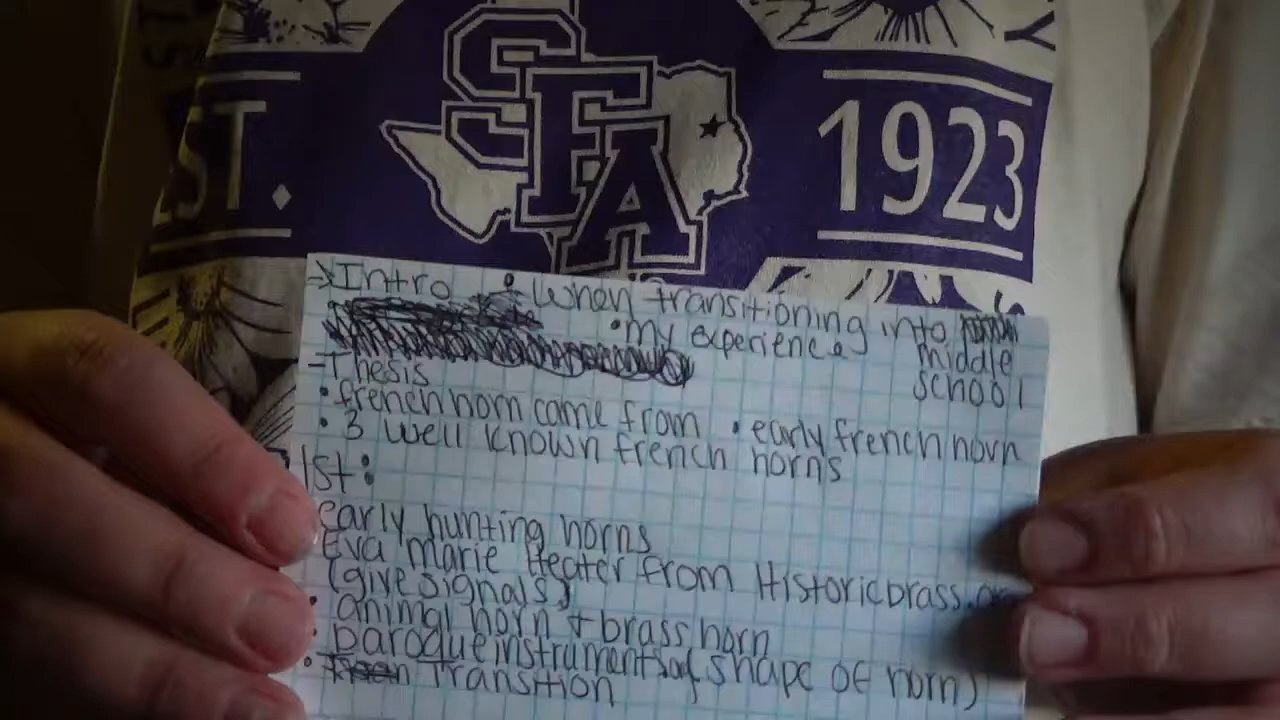 EST.
SFA
1923
→Intro • When transitioning into middle school
• my experience
-Thesis
• french horn came from • early french horn
• 3 well known french horns
1st:
early hunting horns
Eva Marie Heater from Historicbrass.or
(give signals)
• animal horn + brass horn
• baroque instruments of shape of horn)
• Transition